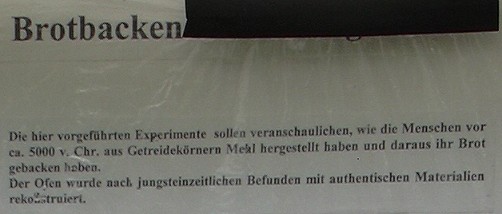 Brotbacken
Die hier vorgeführten Experimente sollen veranschaulichen, wie die Menschen vor
ca. 5000 v. Chr. aus Getreidekörnern Mehl hergestellt haben und daraus ihr Brot
gebacken haben.
Der Ofen wurde nach jungsteinzeitlichen Befunden mit authentischen Materialien
rekonstruiert.